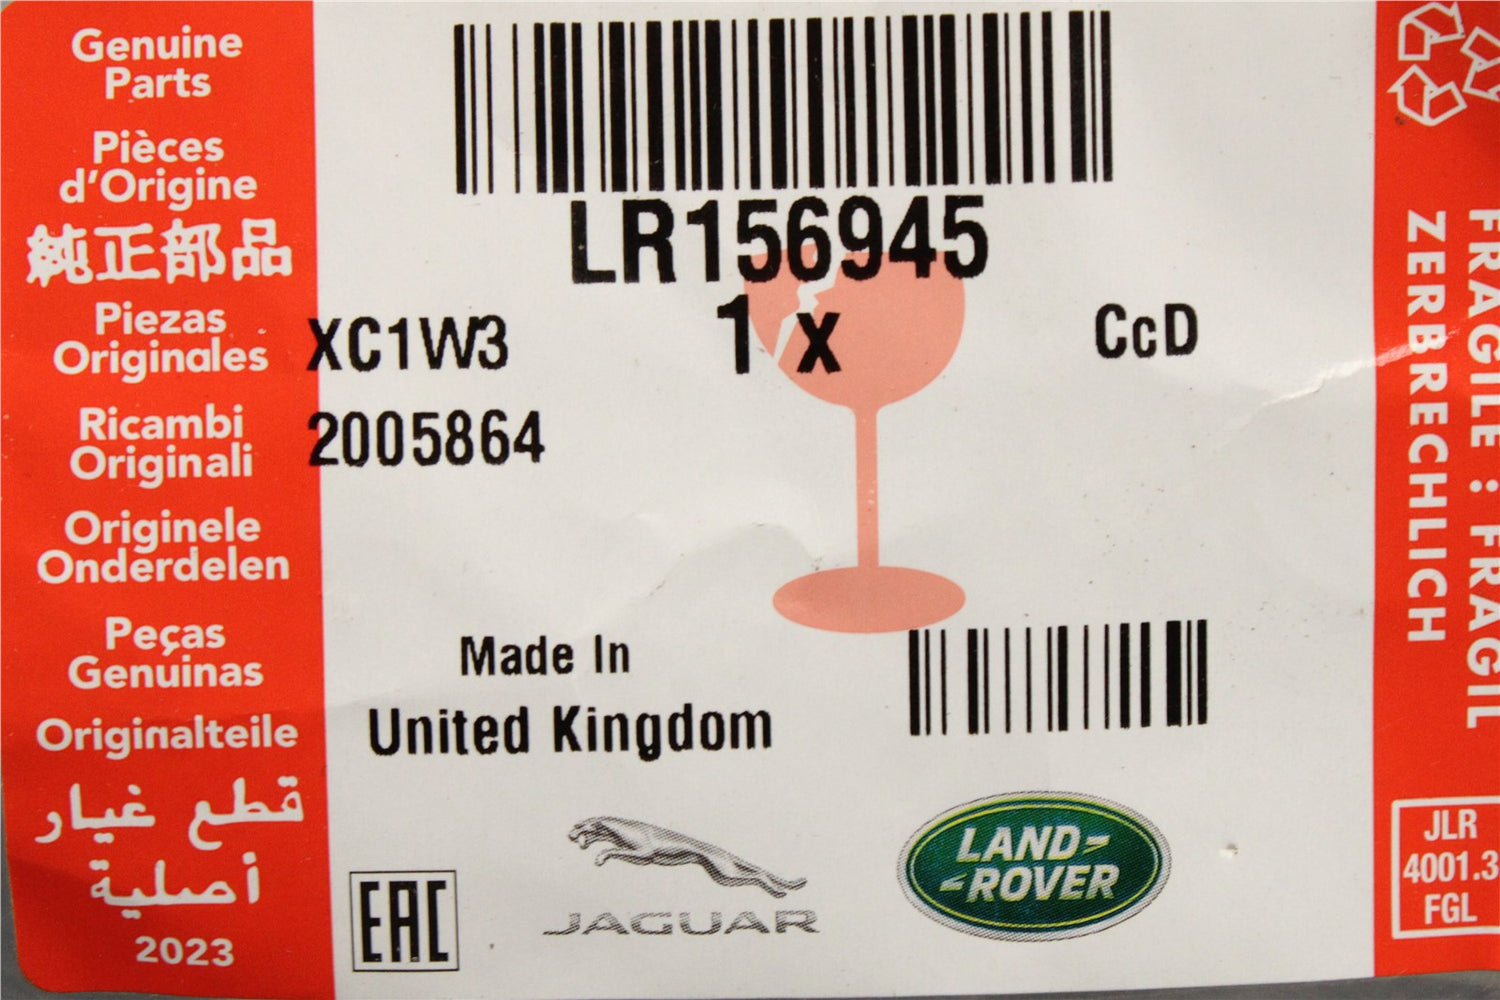 Genuine
Parts
Pièces
d'Origine
純正部品
Piezas
Originales
Ricambi
Originali
Originele
Onderdelen
Peças
Genuinas
Originalteile
قطع غيار
أصلية
2023
LR156945
XC1W3 1 x CcD
2005864
Made In
United Kingdom
EAC
JAGUAR
LAND-
-ROVER
FRAGILE : FRAGIL
ZERBRECHLICH
JLR
4001.3
FGL